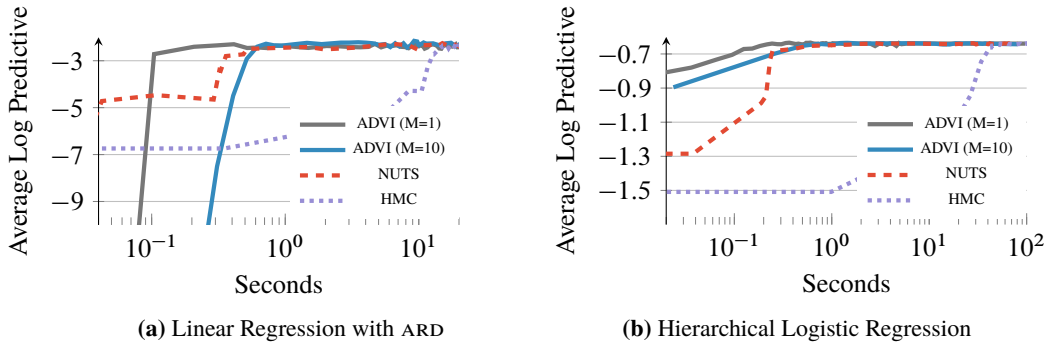 Average Log Predictive
−3
−5
−7
−9
ADVI (M=1)
ADVI (M=10)
NUTS
HMC
10^−1
10^0
10^1
Seconds
(a) Linear Regression with ARD
Average Log Predictive
−0.7
−0.9
−1.1
−1.3
−1.5
ADVI (M=1)
ADVI (M=10)
NUTS
HMC
10^−1
10^0
10^1
10^2
Seconds
(b) Hierarchical Logistic Regression